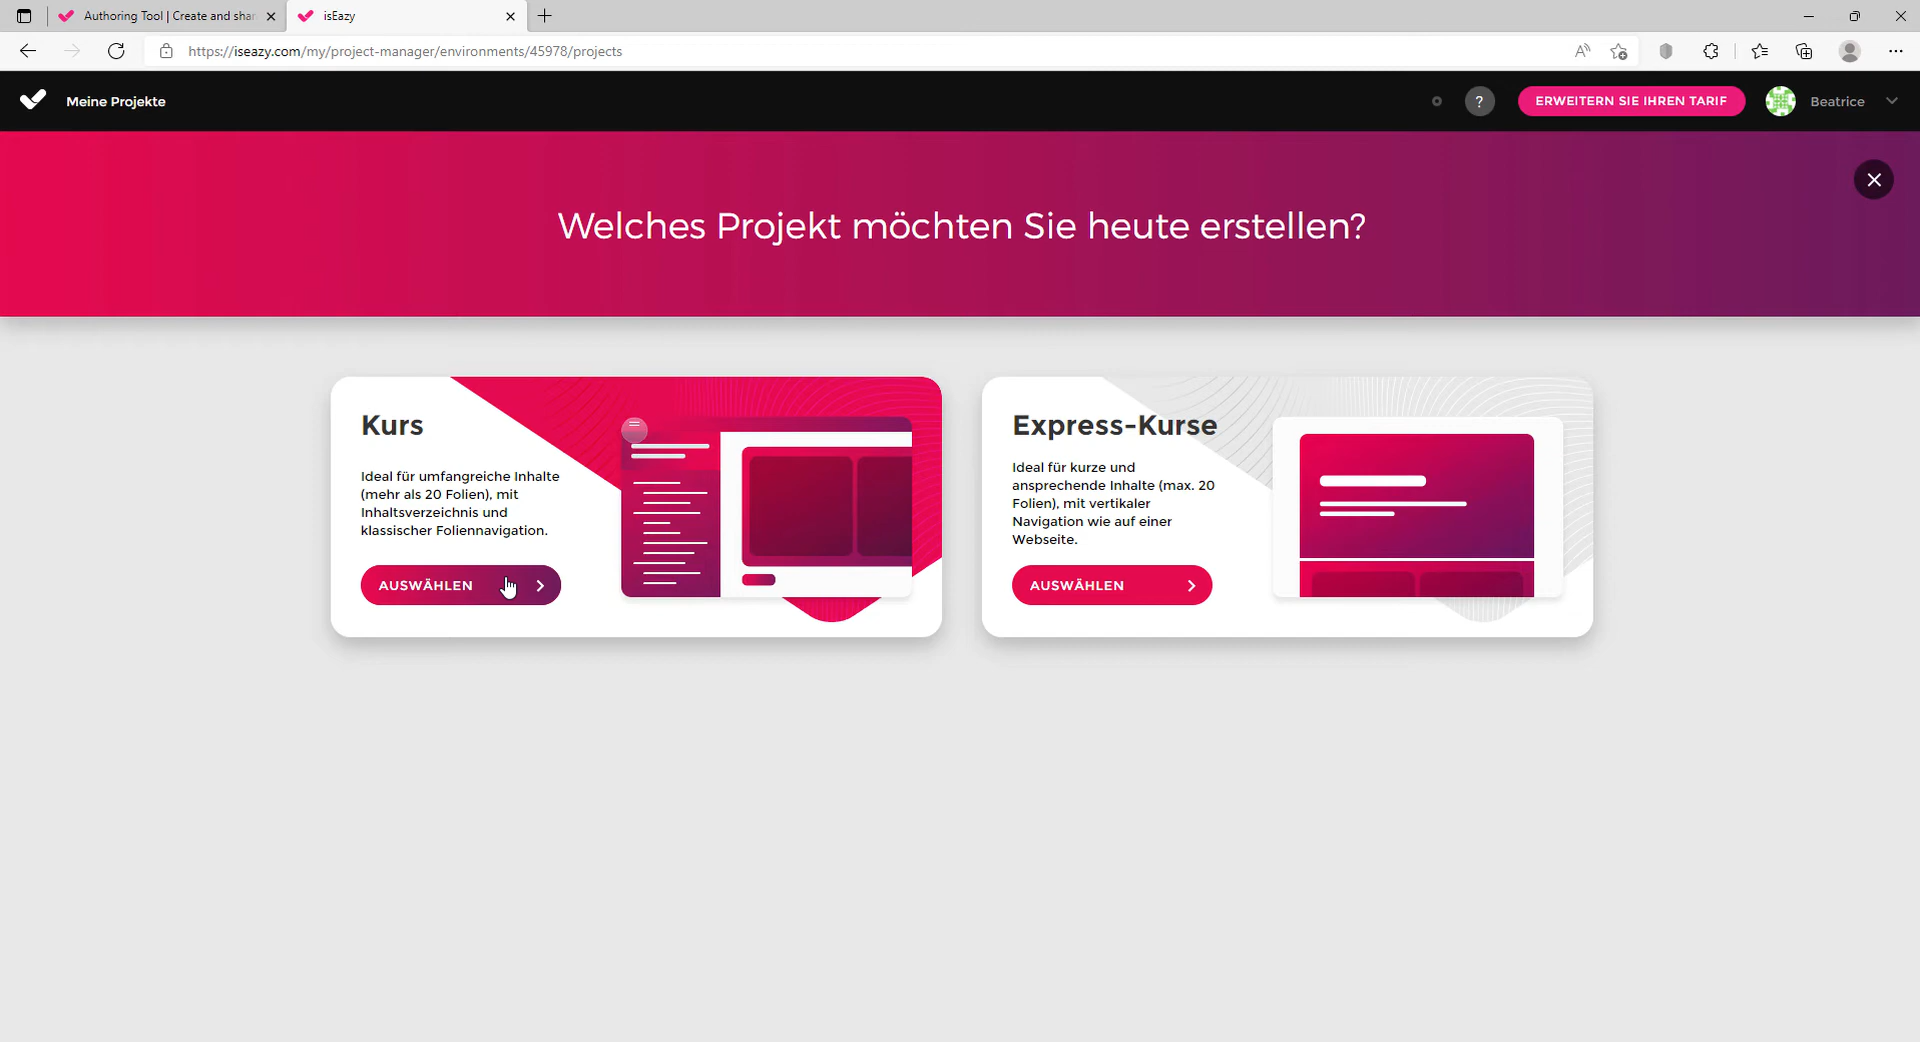 Authoring Tool | Create and shar
isEazy
https://iseazy.com/my/project-manager/environments/45978/projects
Meine Projekte
?
ERWEITERN SIE IHREN TARIF
Beatrice
Welches Projekt möchten Sie heute erstellen?
Kurs
Ideal für umfangreiche Inhalte
(mehr als 20 Folien), mit
Inhaltsverzeichnis und
klassischer Foliennavigation.
AUSWÄHLEN
Express-Kurse
Ideal für kurze und
ansprechende Inhalte (max. 20
Folien), mit vertikaler
Navigation wie auf einer
Webseite.
AUSWÄHLEN